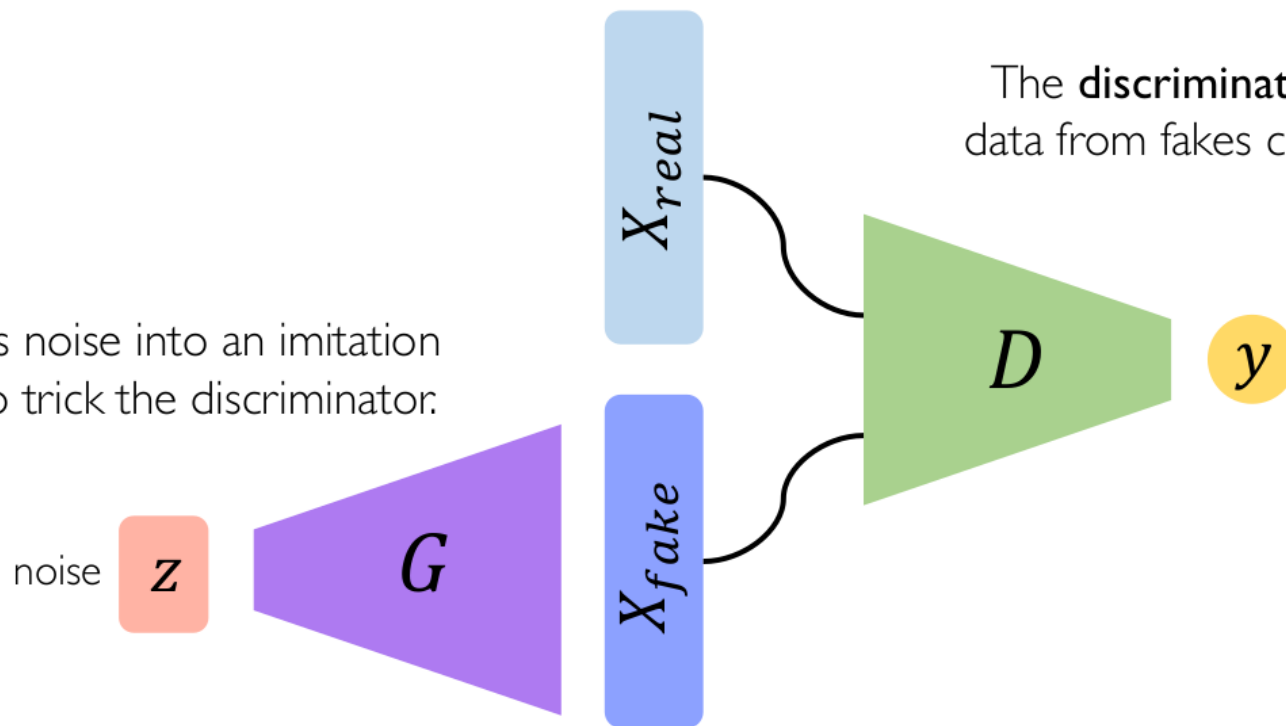 X_real
The discriminat
data from fakes c
s noise into an imitation
trick the discriminator.
D
y
noise
z
G
X_fake